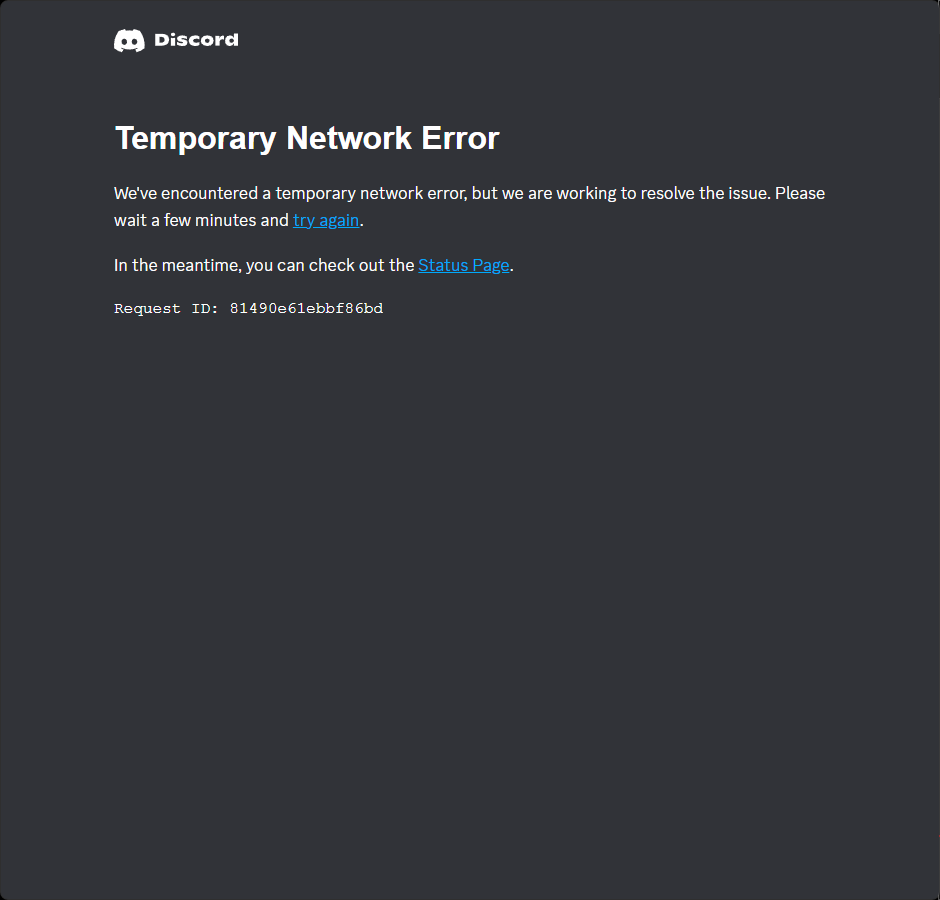 Discord
Temporary Network Error
We've encountered a temporary network error, but we are working to resolve the issue. Please
wait a few minutes and try again.
In the meantime, you can check out the Status Page.
Request ID: 81490e61ebbf86bd